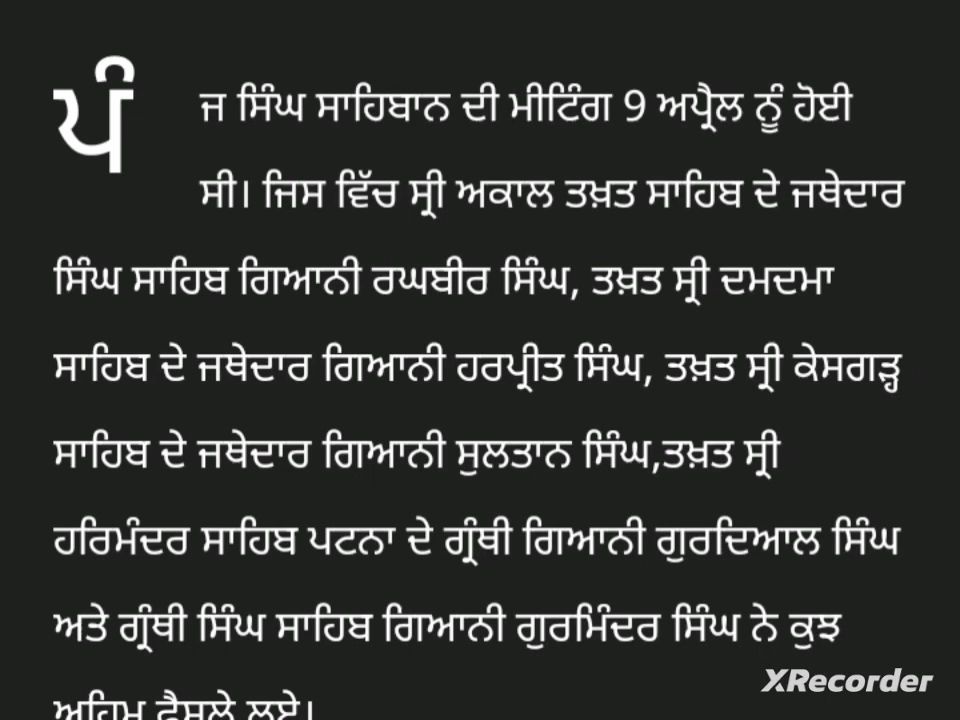 ਪੰਜ ਸਿੰਘ ਸਾਹਿਬਾਨ ਦੀ ਮੀਟਿੰਗ 9 ਅਪ੍ਰੈਲ ਨੂੰ ਹੋਈ
ਸੀ। ਜਿਸ ਵਿੱਚ ਸ੍ਰੀ ਅਕਾਲ ਤਖ਼ਤ ਸਾਹਿਬ ਦੇ ਜਥੇਦਾਰ
ਸਿੰਘ ਸਾਹਿਬ ਗਿਆਨੀ ਰਘਬੀਰ ਸਿੰਘ, ਤਖ਼ਤ ਸ੍ਰੀ ਦਮਦਮਾ
ਸਾਹਿਬ ਦੇ ਜਥੇਦਾਰ ਗਿਆਨੀ ਹਰਪ੍ਰੀਤ ਸਿੰਘ, ਤਖ਼ਤ ਸ੍ਰੀ ਕੇਸਗੜ੍ਹ
ਸਾਹਿਬ ਦੇ ਜਥੇਦਾਰ ਗਿਆਨੀ ਸੁਲਤਾਨ ਸਿੰਘ,ਤਖ਼ਤ ਸ੍ਰੀ
ਹਰਿਮੰਦਰ ਸਾਹਿਬ ਪਟਨਾ ਦੇ ਗ੍ਰੰਥੀ ਗਿਆਨੀ ਗੁਰਦਿਆਲ ਸਿੰਘ
ਅਤੇ ਗ੍ਰੰਥੀ ਸਿੰਘ ਸਾਹਿਬ ਗਿਆਨੀ ਗੁਰਮਿੰਦਰ ਸਿੰਘ ਨੇ ਕੁਝ
ਅਹਿਮ ਫੈਸਲੇ ਲਏ।
XRecorder